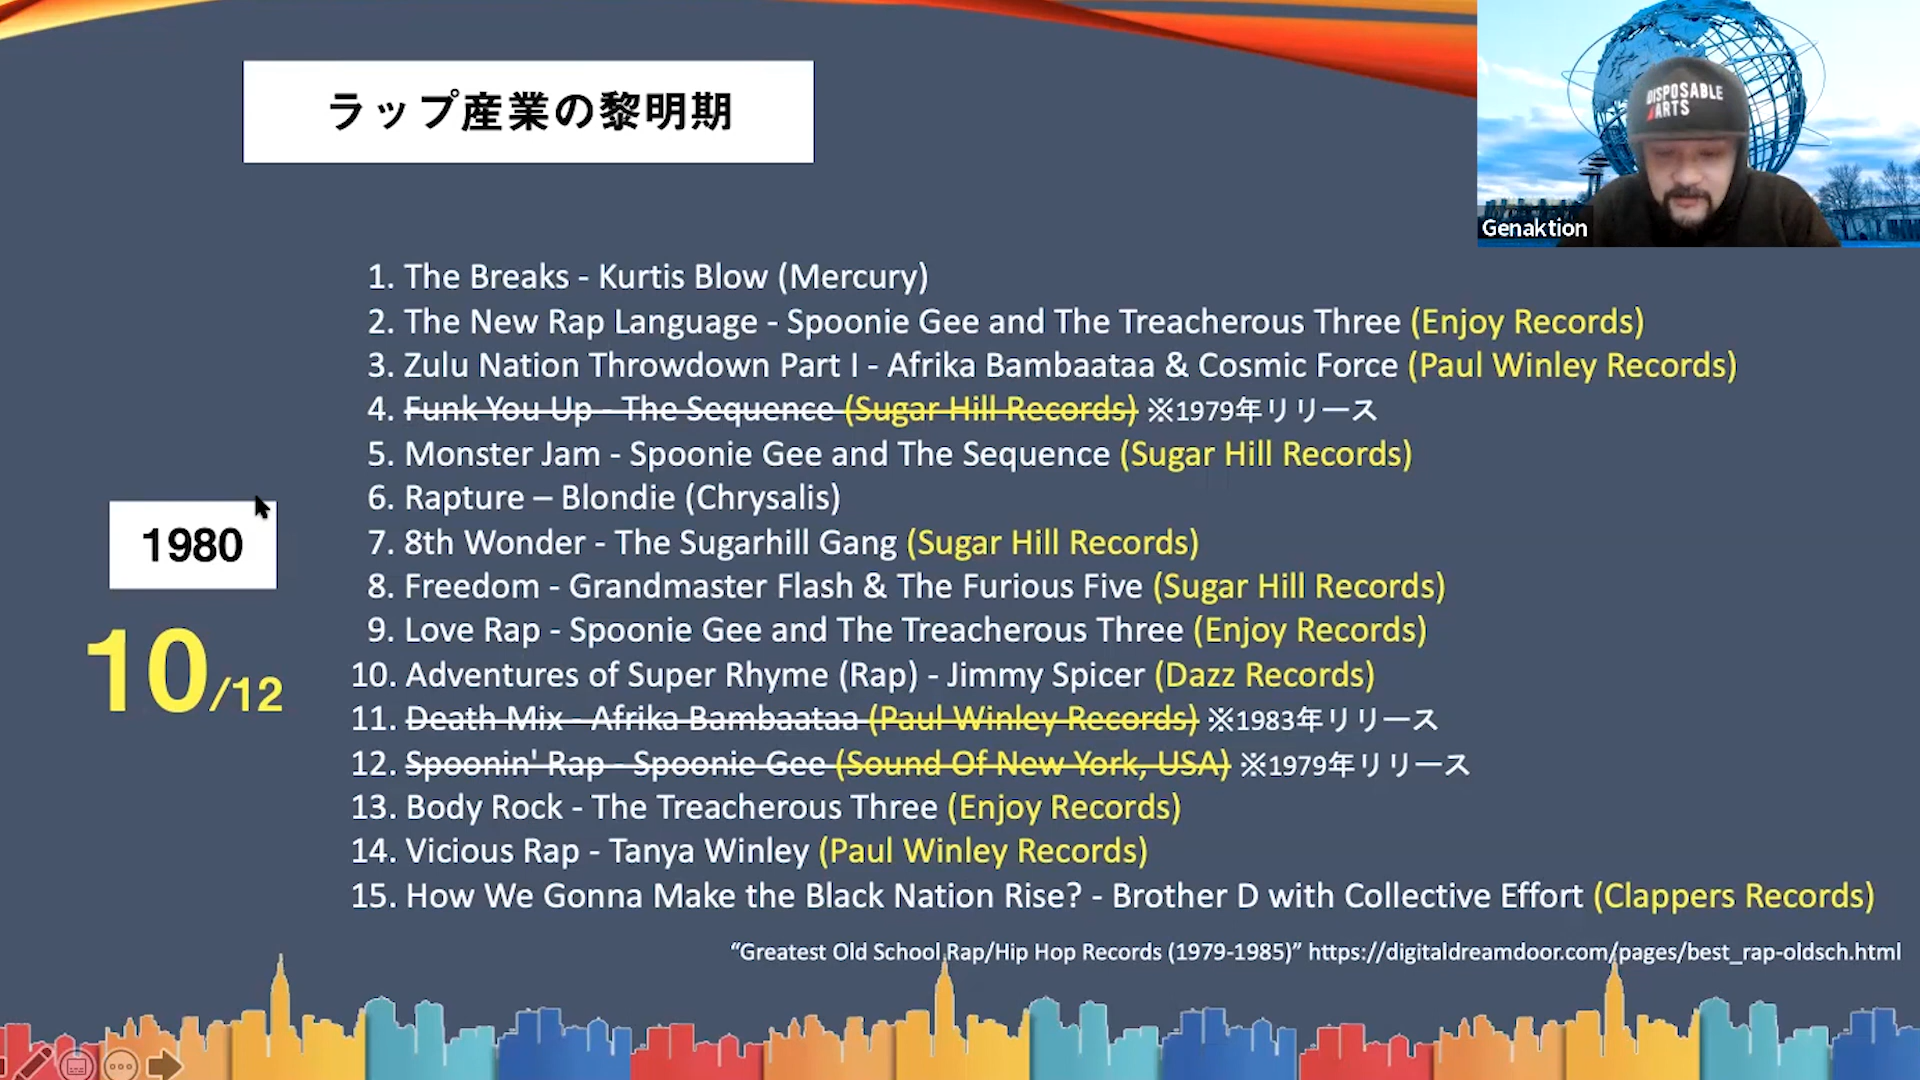 ラップ産業の黎明期
DISPOSABLE
ARTS
Genaktion
1. The Breaks - Kurtis Blow (Mercury)
2. The New Rap Language - Spoonie Gee and The Treacherous Three (Enjoy Records)
3. Zulu Nation Throwdown Part I - Afrika Bambaataa & Cosmic Force (Paul Winley Records)
4. Funk You Up - The Sequence (Sugar Hill Records) ※1979年リリース
5. Monster Jam - Spoonie Gee and The Sequence (Sugar Hill Records)
6. Rapture – Blondie (Chrysalis)
7. 8th Wonder - The Sugarhill Gang (Sugar Hill Records)
8. Freedom - Grandmaster Flash & The Furious Five (Sugar Hill Records)
9. Love Rap - Spoonie Gee and The Treacherous Three (Enjoy Records)
10. Adventures of Super Rhyme (Rap) - Jimmy Spicer (Dazz Records)
11. Death Mix - Afrika Bambaataa (Paul Winley Records) ※1983年リリース
12. Spoonin' Rap - Spoonie Gee (Sound Of New York, USA) ※1979年リリース
13. Body Rock - The Treacherous Three (Enjoy Records)
14. Vicious Rap - Tanya Winley (Paul Winley Records)
15. How We Gonna Make the Black Nation Rise? - Brother D with Collective Effort (Clappers Records)
1980
10/12
“Greatest Old School Rap/Hip Hop Records (1979-1985)” https://digitaldreamdoor.com/pages/best_rap-oldsch.html